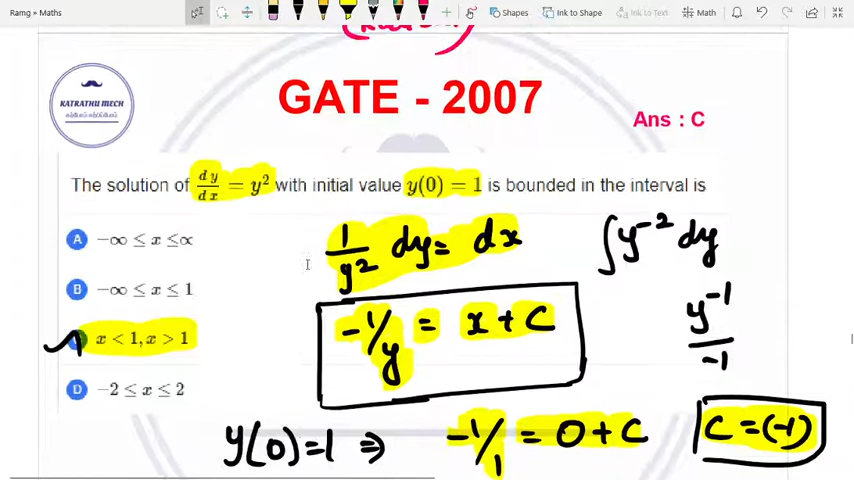 Ramg » Maths
Shapes
Ink to Shape
Ink to Text
Math
GATE - 2007
KATRATHU MECH
கற்போம் கற்பிப்போம்
Ans : C
The solution of dy/dx = y² with initial value y(0) = 1 is bounded in the interval is
A -∞ ≤ x ≤∝
B -∞ ≤ x ≤ 1
x < 1, x > 1
D -2 ≤ x ≤ 2
1/y² dy = dx
∫ y⁻² dy
-1/y = x + C
y⁻¹/-1
y(0)=1 ⇒ -1/1 = 0 + C
C = (-1)